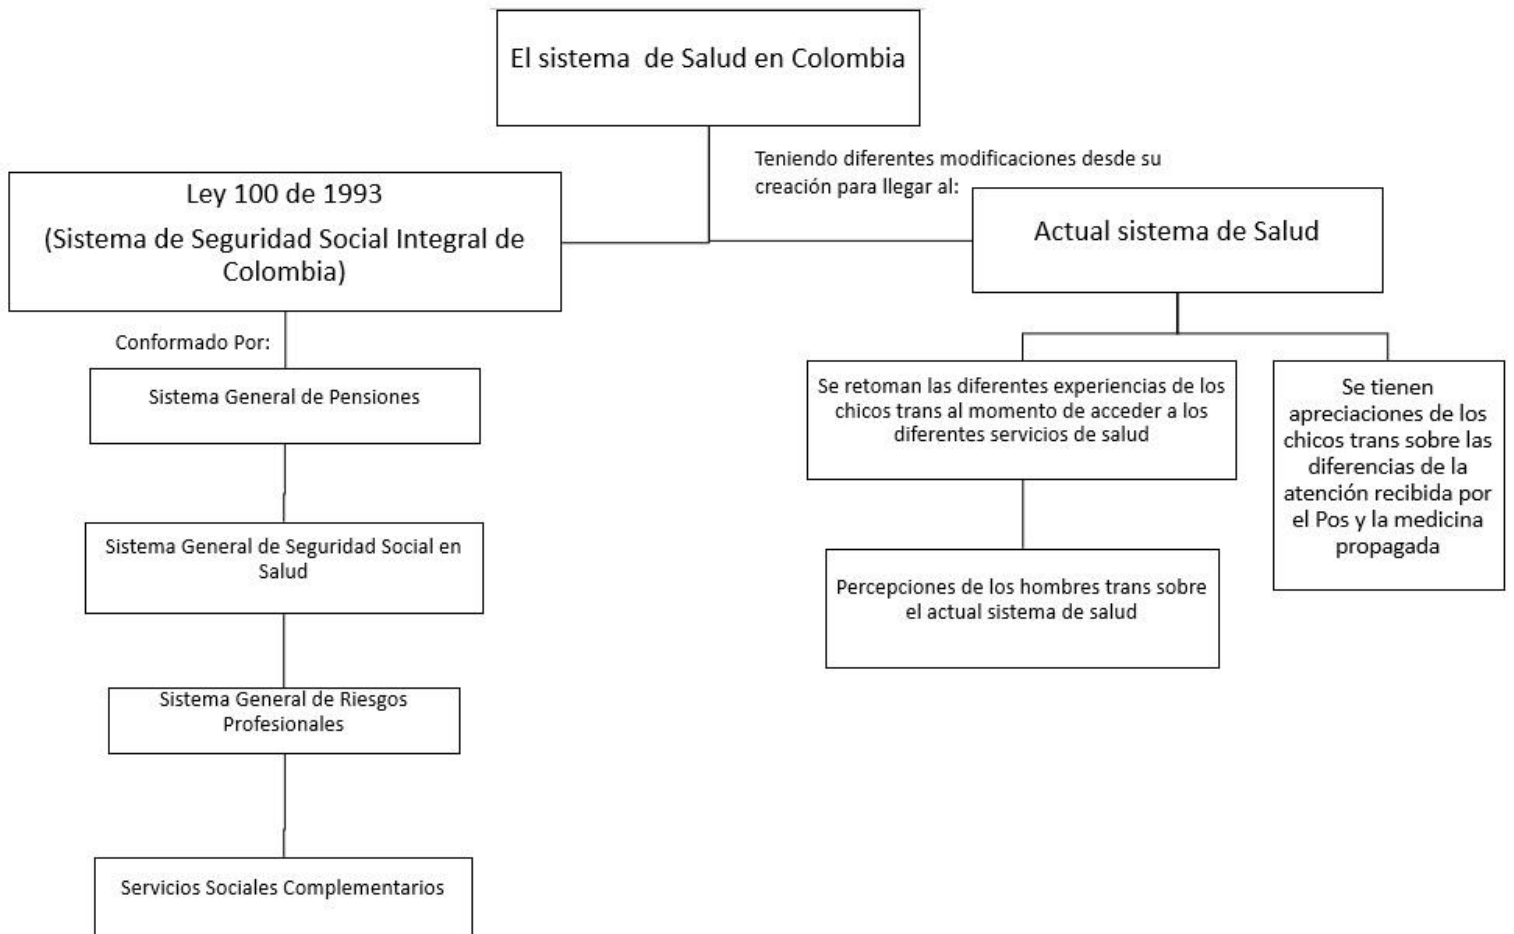 El sistema  de Salud en Colombia
Teniendo diferentes modificaciones desde su
creación para llegar al:
Ley 100 de 1993
(Sistema de Seguridad Social Integral de
Colombia)
Actual sistema de Salud
Conformado Por:
Sistema General de Pensiones
Sistema General de Seguridad Social en
Salud
Sistema General de Riesgos
Profesionales
Servicios Sociales Complementarios
Se retoman las diferentes experiencias de los
chicos trans al momento de acceder a los
diferentes servicios de salud
Percepciones de los hombres trans sobre
el actual sistema de salud
Se tienen
apreciaciones de los
chicos trans sobre las
diferencias de la
atención recibida por
el Pos y la medicina
propagada